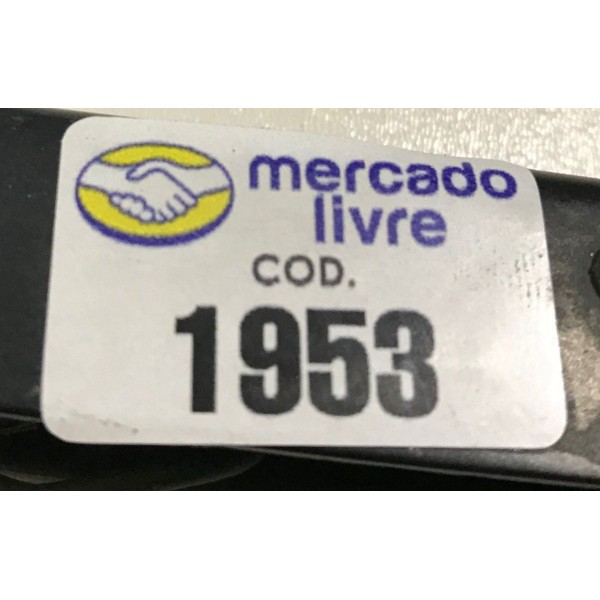 mercado
livre
COD.
1953